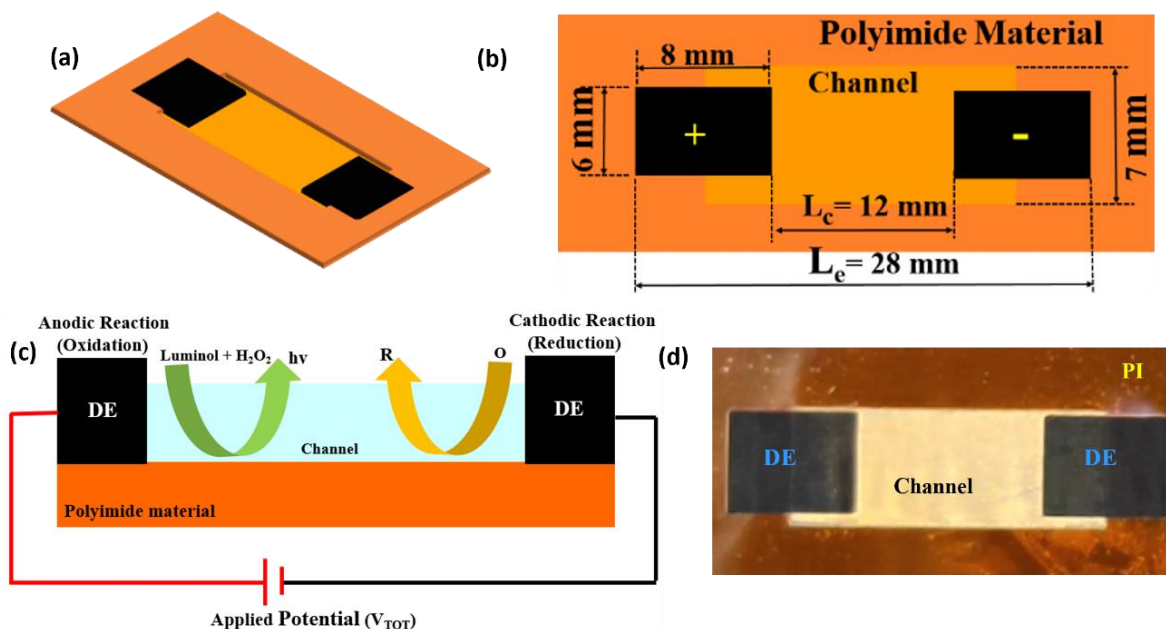 (a)
(b)
Polyimide Material
8 mm
Channel
6 mm
+
-
7 mm
Lc= 12 mm
Le= 28 mm
(c)
Anodic Reaction
(Oxidation)
Cathodic Reaction
(Reduction)
Luminol + H2O2
hv
R
O
DE
DE
Channel
Polyimide material
Applied Potential (VTOT)
(d)
PI
DE
DE
Channel